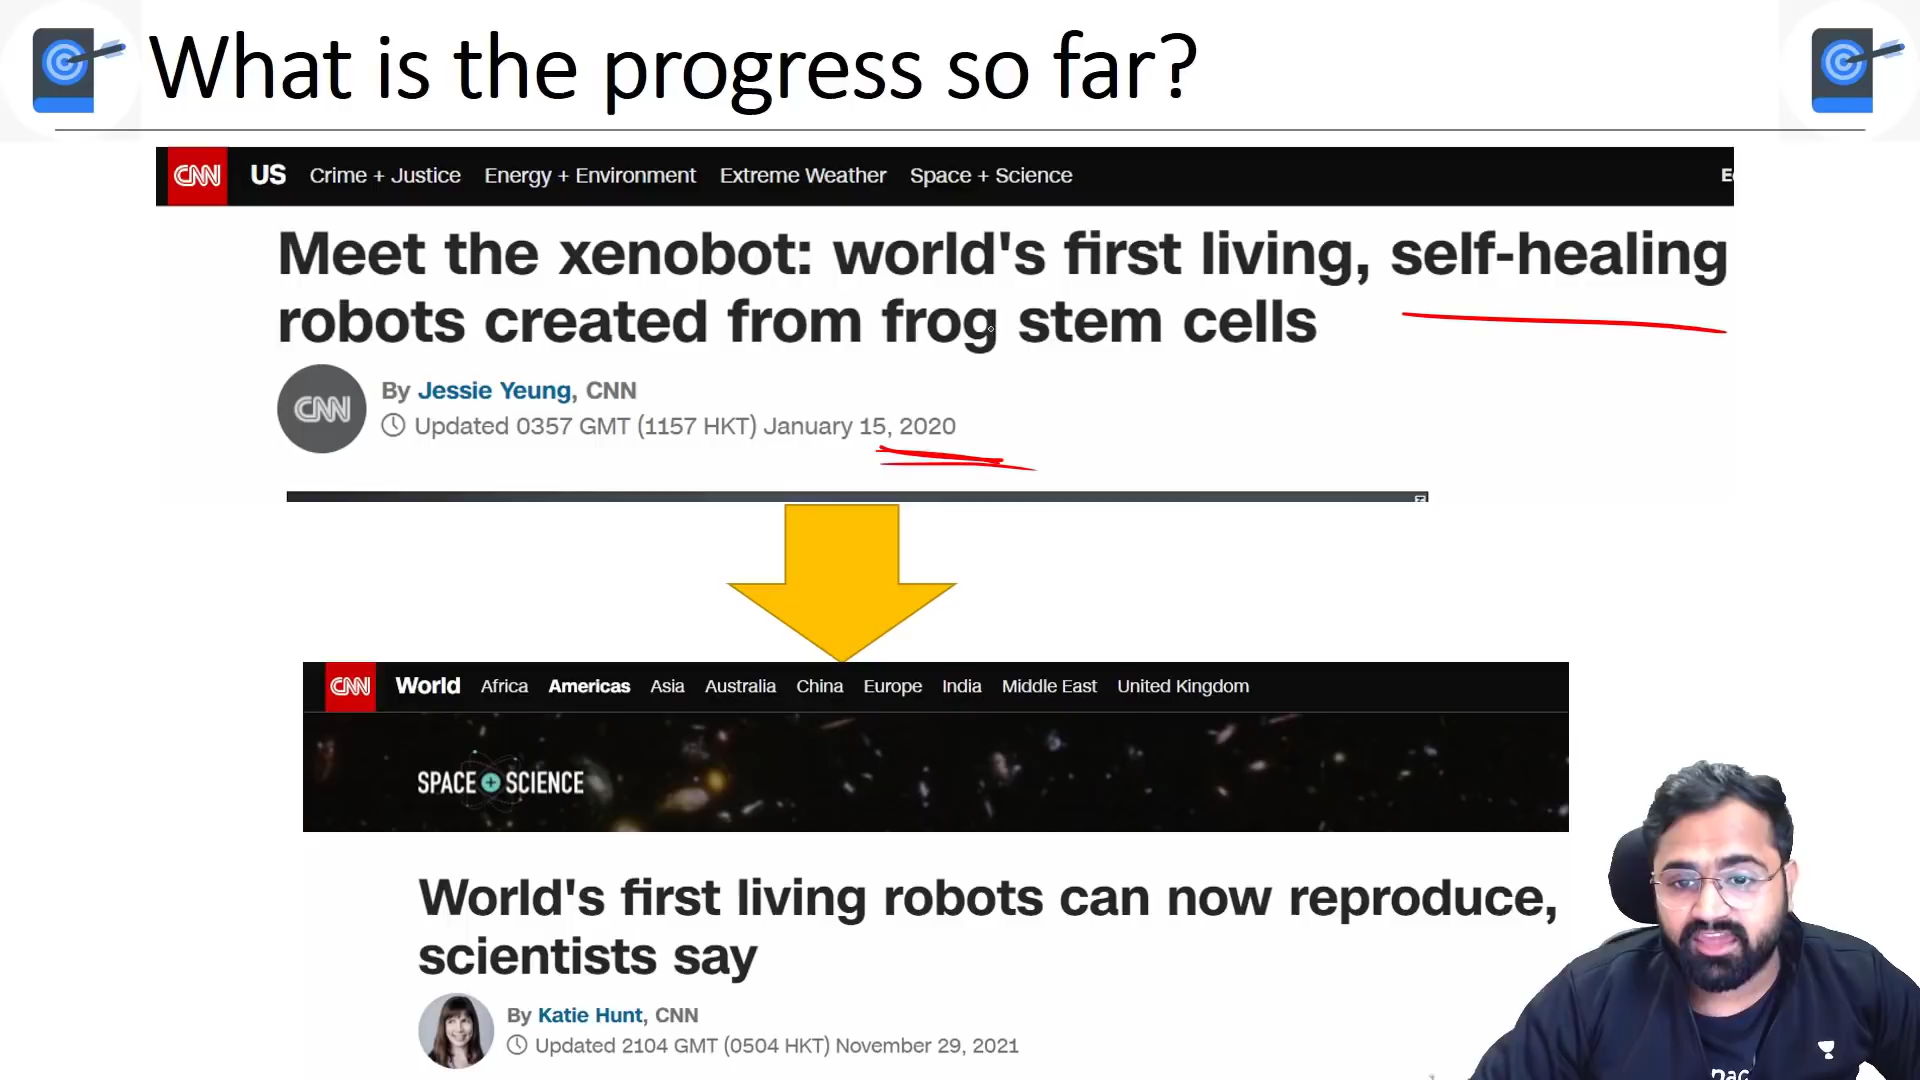 What is the progress so far?
CNN US Crime + Justice Energy + Environment Extreme Weather Space + Science
Meet the xenobot: world's first living, self-healing
robots created from frog stem cells
CNN
By Jessie Yeung, CNN
Updated 0357 GMT (1157 HKT) January 15, 2020
CNN World Africa Americas Asia Australia China Europe India Middle East United Kingdom
SPACE + SCIENCE
World's first living robots can now reproduce,
scientists say
By Katie Hunt, CNN
Updated 2104 GMT (0504 HKT) November 29, 2021